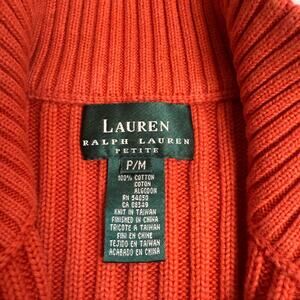 LAUREN
RALPH LAUREN
PETITE
P/M
100% COTTON
COTON
ALGODON
RN 54050
CA 08549
KNIT IN TAIWAN
FINISHED IN CHINA
TRICOTE A TAIWAN
FINI EN CHINE
TEJIDO EN TAIWAN
ACABADO EN CHINA